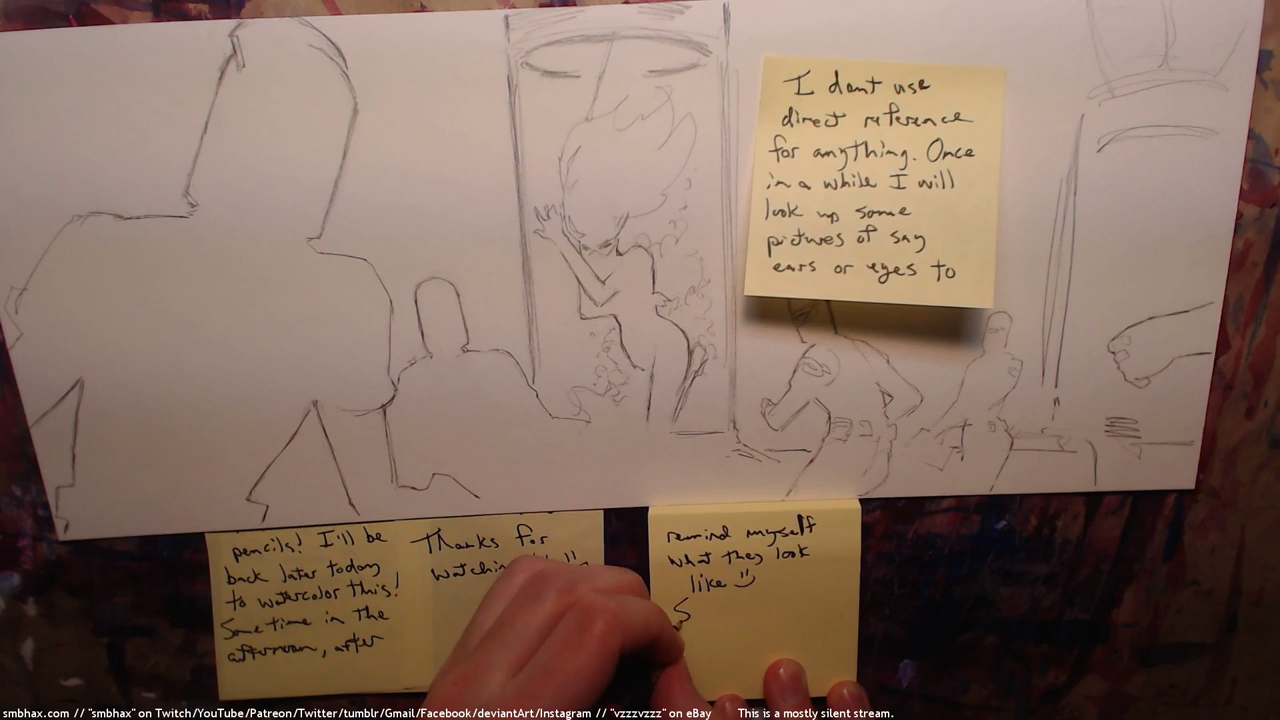 I dont use
direct reference
for anything. Once
in a while I will
look up some
pictures of say
ears or eyes to
remind myself
what they look
like
S
pencils! I'll be
back later today
to watercolor this!
Sometime in the
afternoon, after
Thanks for
smbhax.com // "smbhax" on Twitch/YouTube/Patreon/Twitter/tumblr/Gmail/Facebook/deviantArt/Instagram // "vzzzvzzz" on eBay This is a mostly silent stream.